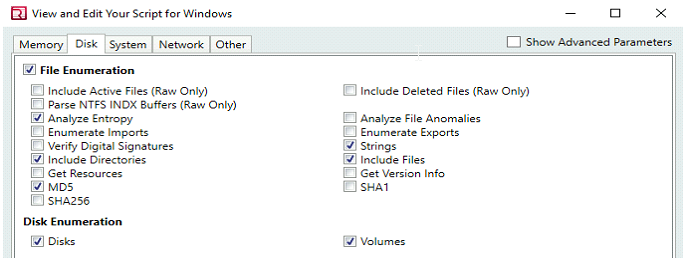 View and Edit Your Script for Windows
Memory Disk System Network Other Show Advanced Parameters
File Enumeration
Include Active Files (Raw Only) Include Deleted Files (Raw Only)
Parse NTFS INDX Buffers (Raw Only)
Analyze Entropy Analyze File Anomalies
Enumerate Imports Enumerate Exports
Verify Digital Signatures Strings
Include Directories Include Files
Get Resources Get Version Info
MD5 SHA1
SHA256
Disk Enumeration
Disks Volumes